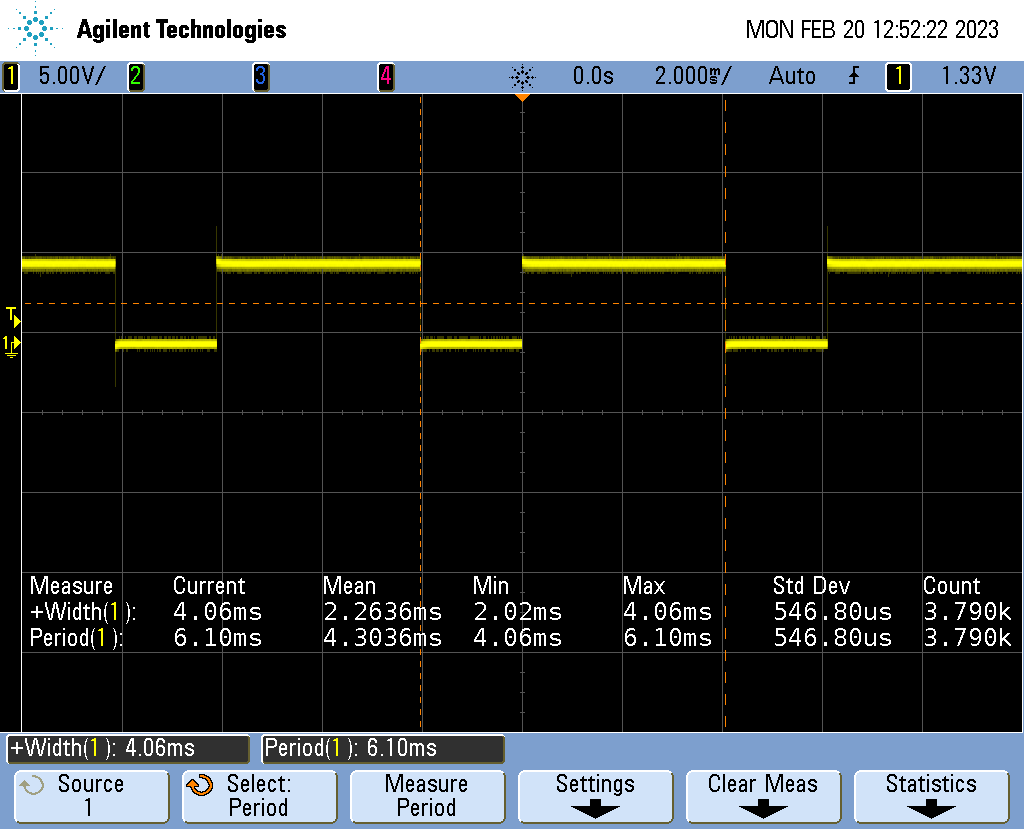 Agilent Technologies MON FEB 20 12:52:22 2023
1 5.00V/ 2 3 4 0.0s 2.000ms/ Auto 1 1.33V
T
1
Measure Current Mean Min Max Std Dev Count
+Width(1): 4.06ms 2.2636ms 2.02ms 4.06ms 546.80us 3.790k
Period(1): 6.10ms 4.3036ms 4.06ms 6.10ms 546.80us 3.790k
+Width(1): 4.06ms Period(1): 6.10ms
Source Select: Measure Settings Clear Meas Statistics
1 Period Period